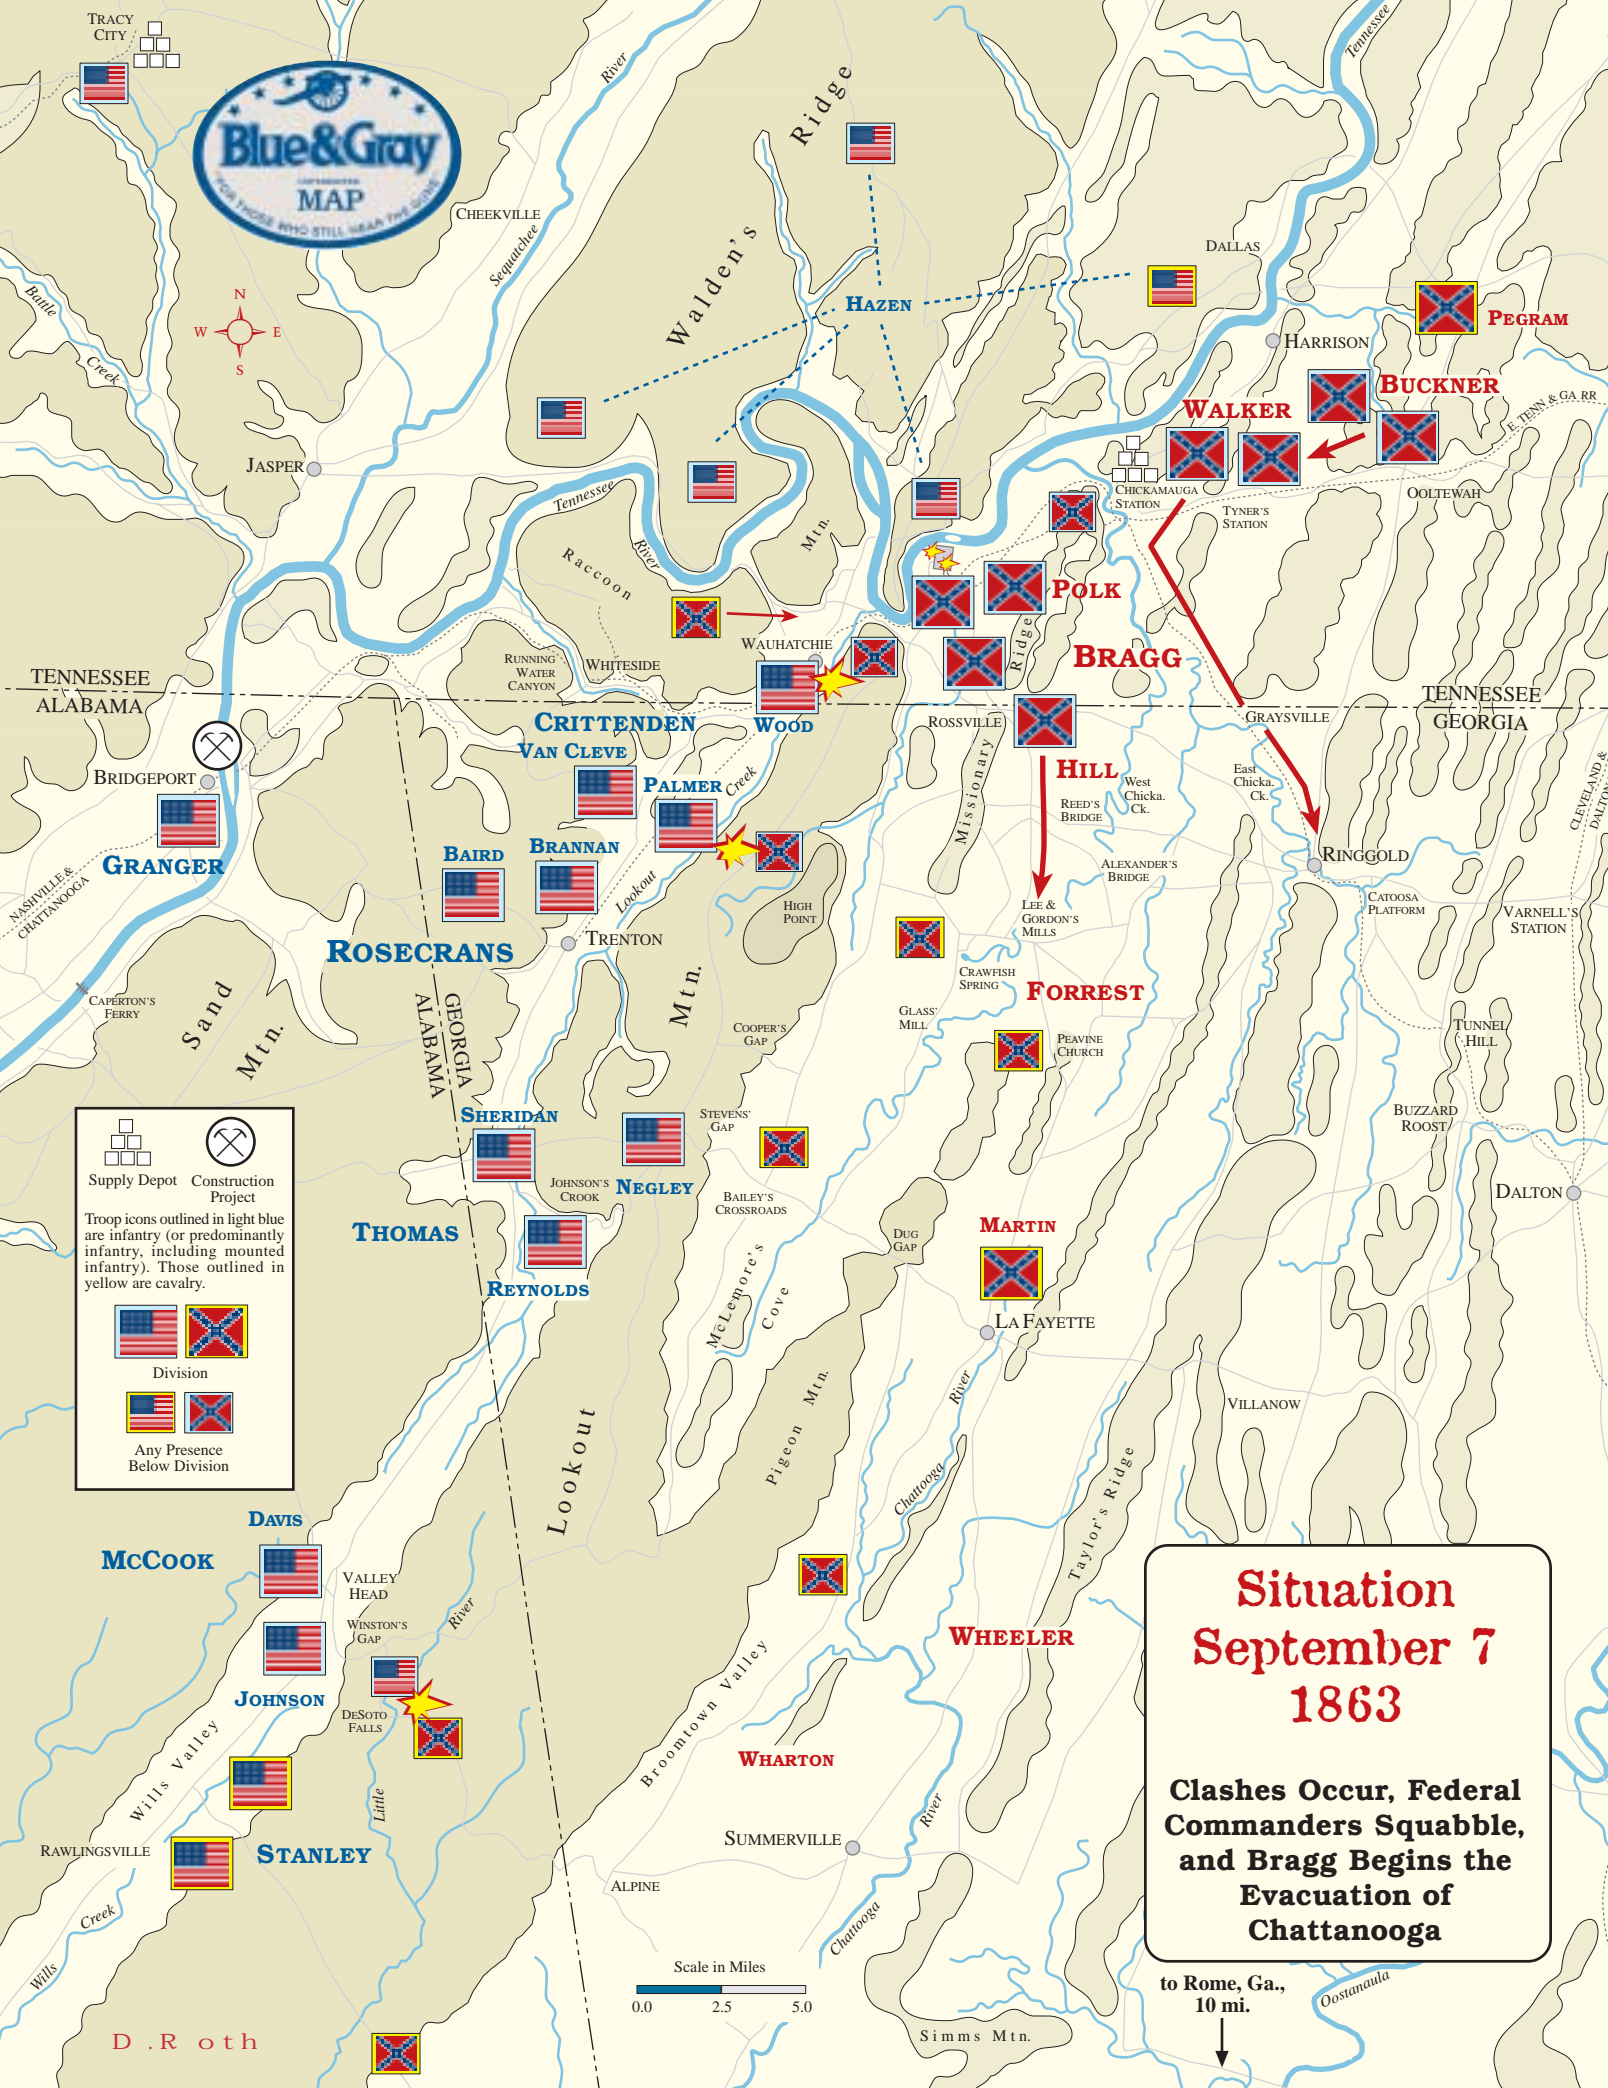 TRACY
CITY
Blue&Gray
MAP
"FOR THOSE WHO STILL HEAR THE GUNS"
River
Ridge
Walden's
CHEEKVILLE
Sequatchee
Tennessee
DALLAS
Battle
Creek
N
W
E
S
HAZEN
HARRISON
PEGRAM
BUCKNER
WALKER
E. TENN & GA RR
JASPER
Tennessee
River
CHICKAMAUGA
STATION
TYNER'S
STATION
OOLTEWAH
Raccoon
Mtn.
POLK
Ridge
BRAGG
WAUHATCHIE
RUNNING
WATER
CANYON
WHITESIDE
TENNESSEE
ALABAMA
TENNESSEE
GEORGIA
CRITTENDEN
WOOD
ROSSVILLE
GRAYSVILLE
VAN CLEVE
PALMER
Creek
HILL
Missionary
REED'S
BRIDGE
West
Chicka.
Ck.
East
Chicka.
Ck.
CLEVELAND &
DALTON
BRIDGEPORT
GRANGER
BAIRD
BRANNAN
ALEXANDER'S
BRIDGE
RINGGOLD
NASHVILLE &
CHATTANOOGA
Lookout
HIGH
POINT
LEE &
GORDON'S
MILLS
CATOOSA
PLATFORM
VARNELL'S
STATION
ROSECRANS
TRENTON
CRAWFISH
SPRING
FORREST
CAPERTON'S
FERRY
Sand
Mtn.
GEORGIA
ALABAMA
Mtn.
COOPER'S
GAP
GLASS'
MILL
PEAVINE
CHURCH
TUNNEL
HILL
SHERIDAN
STEVENS'
GAP
BUZZARD
ROOST
Supply Depot
Construction
Project
Troop icons outlined in light blue
are infantry (or predominantly
infantry, including mounted
infantry). Those outlined in
yellow are cavalry.
Division
Any Presence
Below Division
JOHNSON'S
CROOK
NEGLEY
BAILEY'S
CROSSROADS
DALTON
THOMAS
REYNOLDS
DUG
GAP
MARTIN
McLemore's
Cove
LA FAYETTE
Lookout
Pigeon Mtn.
River
Chattooga
VILLANOW
Taylor's Ridge
DAVIS
MCCOOK
VALLEY
HEAD
WINSTON'S
GAP
River
JOHNSON
DESOTO
FALLS
Wills Valley
Little
Broomtown Valley
WHEELER
WHARTON
Situation
September 7
1863
Clashes Occur, Federal
Commanders Squabble,
and Bragg Begins the
Evacuation of
Chattanooga
RAWLINGSVILLE
STANLEY
SUMMERVILLE
River
ALPINE
Chattooga
Creek
Wills
Scale in Miles
0.0 2.5 5.0
to Rome, Ga.,
10 mi.
Oostanaula
Simms Mtn.
D.Roth